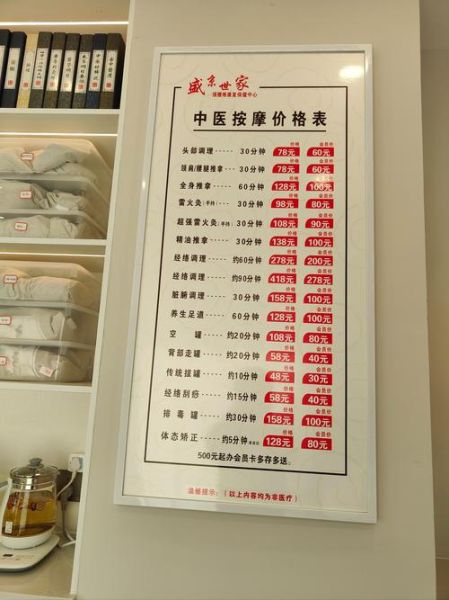 盛京世家
颈腰椎康复保健中心
中医按摩价格表
价格 会员价
头部调理 ----- 30分钟 78元 60元
价格 会员价
颈肩/腰腿推拿 --- 30分钟 78元 60元
价格 会员价
全身推拿 ----- 60分钟 128元 100元
价格 会员价
雷火灸(单档) ---- 30分钟 98元 80元
价格 会员价
超强雷火灸(单档) -- 30分钟 108元 90元
价格 会员价
精油推拿 ----- 30分钟 138元 100元
价格 会员价
经络调理 ----- 约60分钟 278元 200元
价格 会员价
经络调理 ----- 约90分钟 418元 278元
价格 会员价
脏腑调理 ----- 30分钟 158元 100元
价格 会员价
养生足道 ----- 60分钟 128元 100元
价格 会员价
空罐 ----- 约20分钟 108元 80元
价格 会员价
背部走罐 ----- 约20分钟 58元 40元
价格 会员价
传统拔罐 ----- 约10分钟 48元 30元
价格 会员价
经络刮痧 ----- 约15分钟 58元 40元
价格 会员价
排毒罐 ----- 约30分钟 158元 100元
价格 会员价
体态矫正 ----- 约5分钟 128元 80元
500元起办会员卡多存多送。
温馨提示：（以上内容均为非医疗）